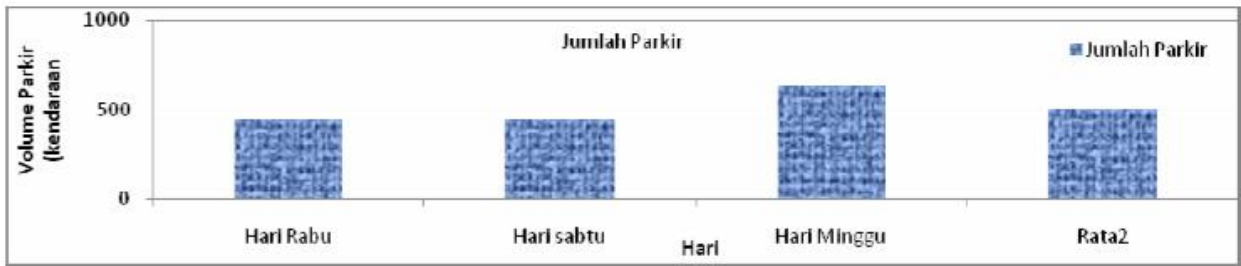 Jumlah Parkir
Jumlah Parkir
Volume Parkir
(kendaraan
1000
500
0
Hari Rabu
Hari sabtu
Hari Minggu
Rata2
Hari